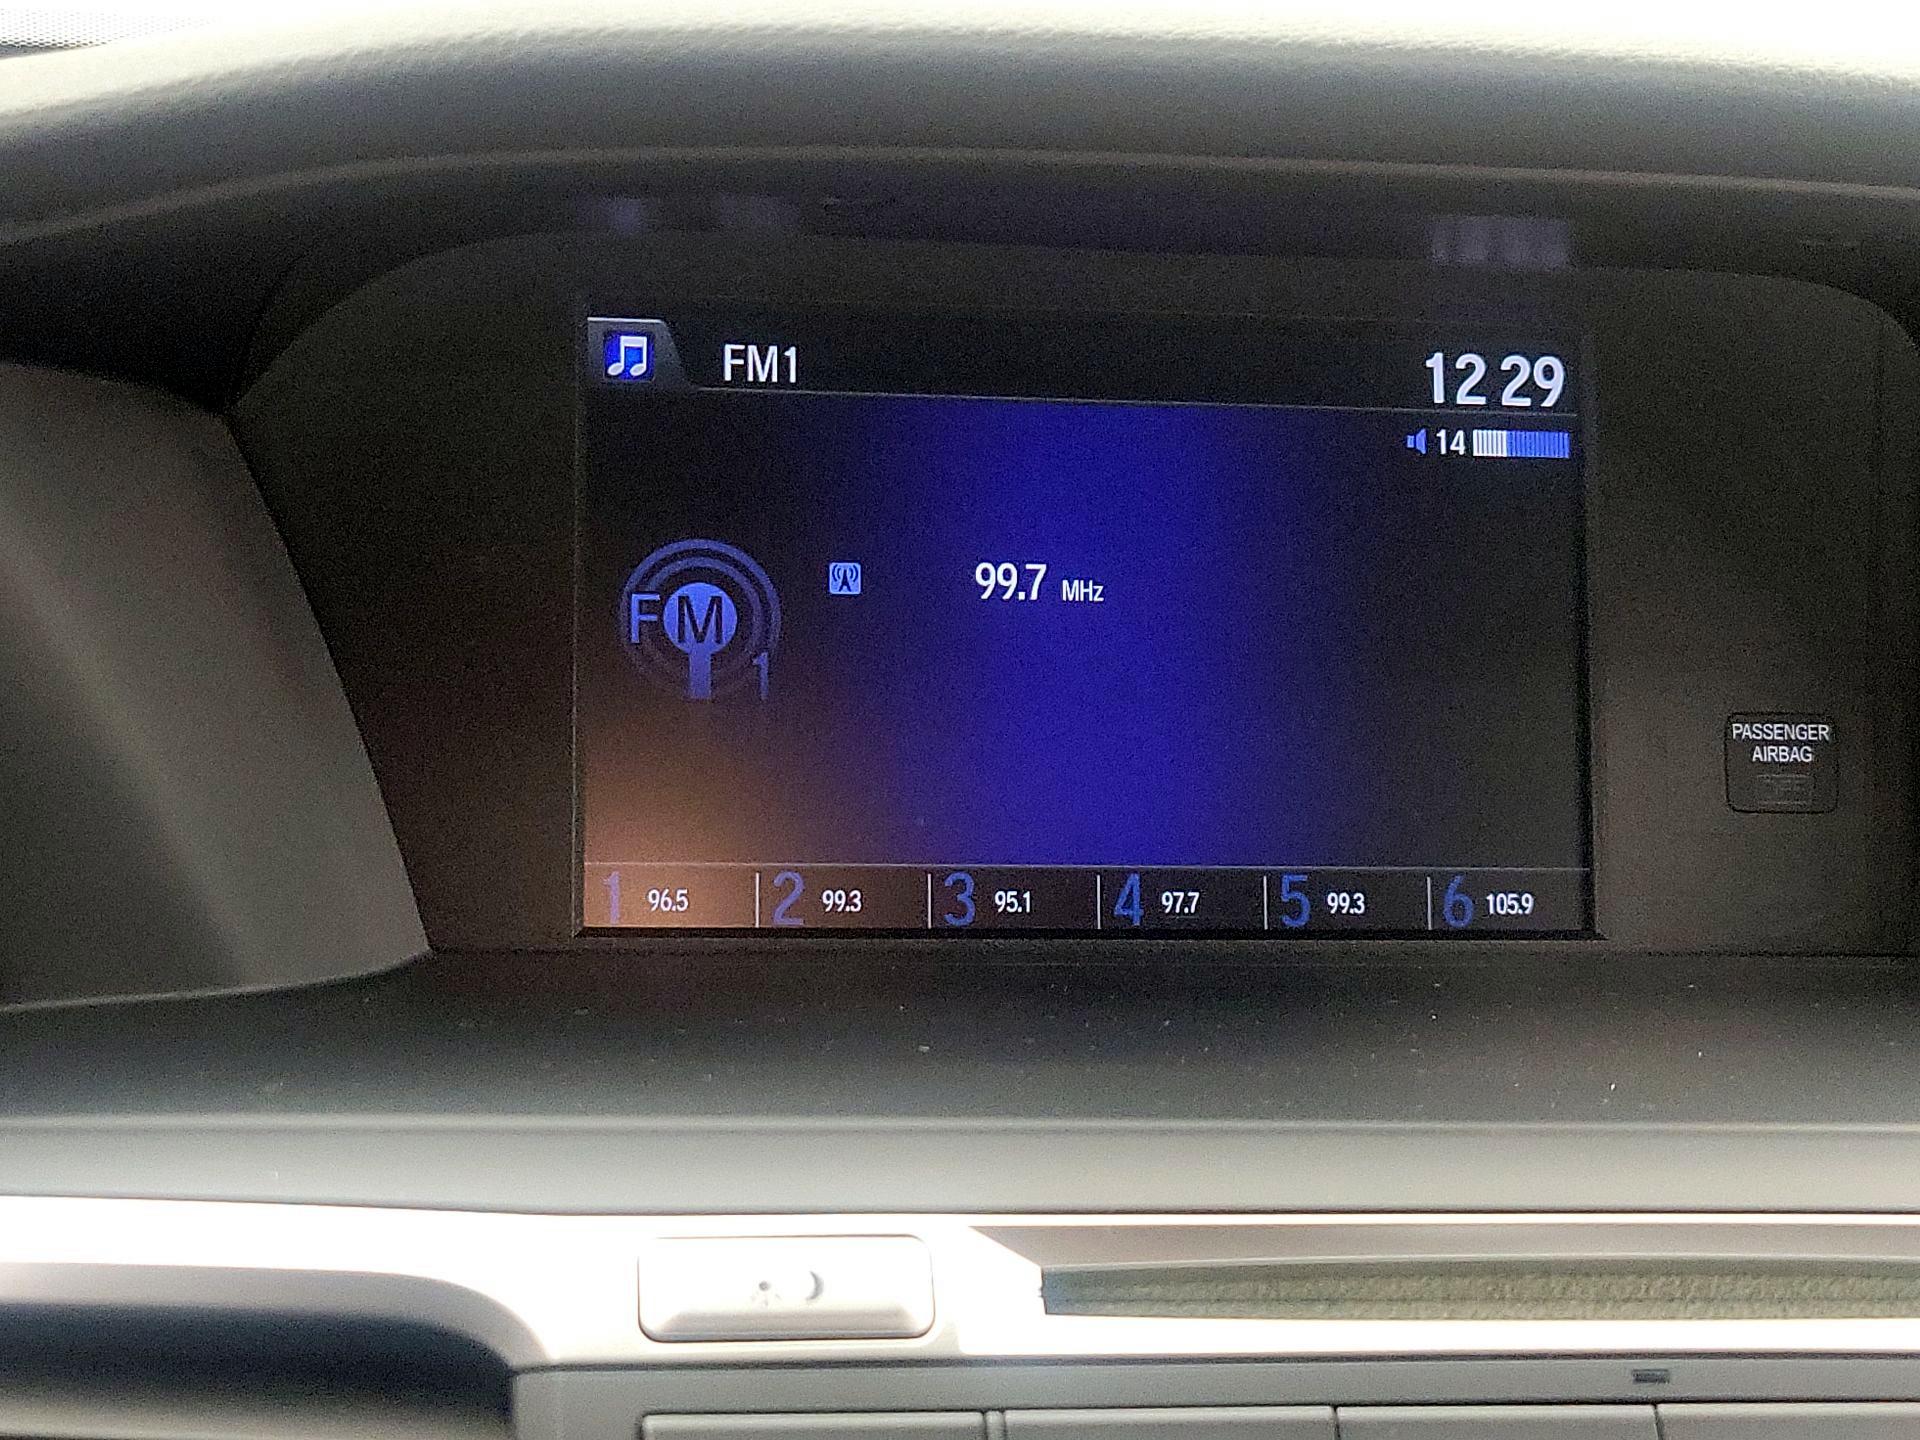 FM1
12 29
14
FM 1
99.7 MHz
PASSENGER
AIRBAG
OFF
1 96.5 2 99.3 3 95.1 4 97.7 5 99.3 6 105.9